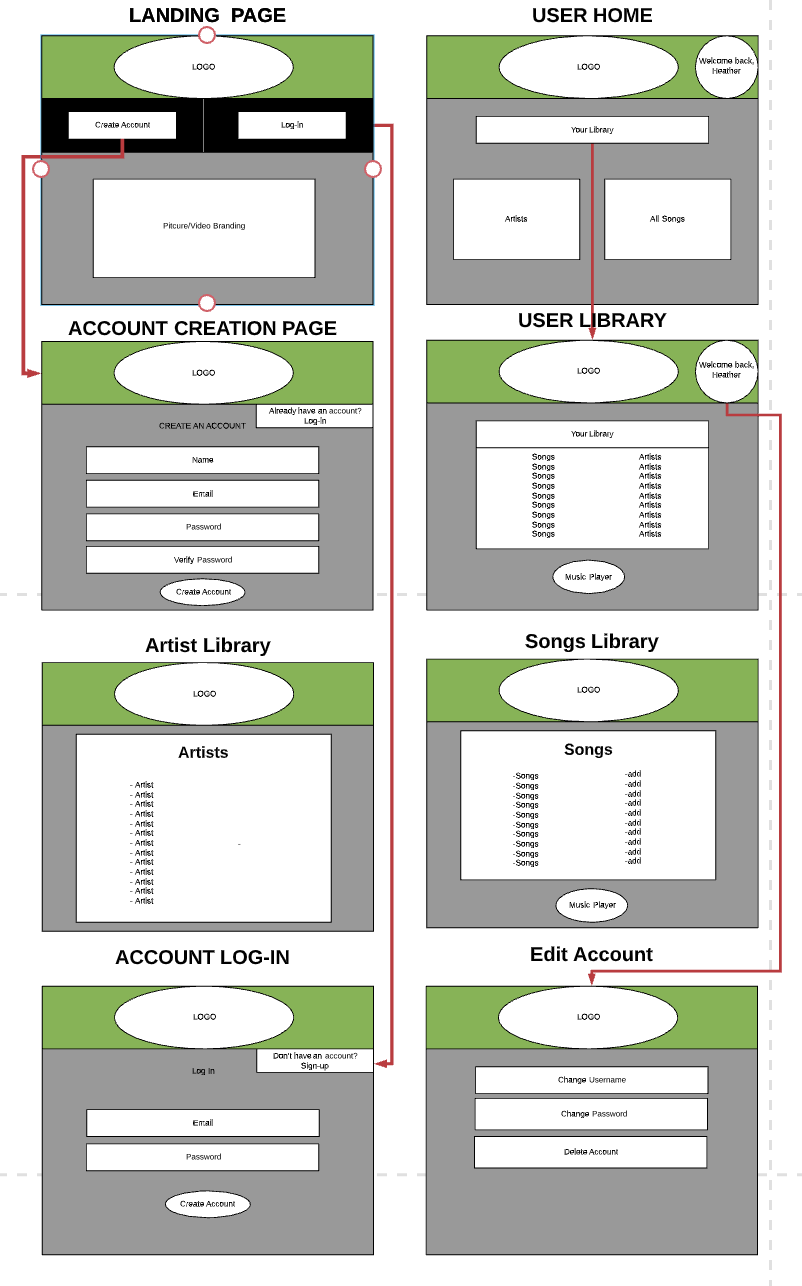 LANDING PAGE
LOGO
Create Account
Log-in
Pitcure/Video Branding
USER HOME
LOGO
Welcome back,
Heather
Your Library
Artists
All Songs
ACCOUNT CREATION PAGE
LOGO
Already have an account?
Log-in
CREATE AN ACCOUNT
Name
Email
Password
Verify Password
Create Account
USER LIBRARY
LOGO
Welcome back,
Heather
Your Library
Songs Artists
Songs Artists
Songs Artists
Songs Artists
Songs Artists
Songs Artists
Songs Artists
Songs Artists
Songs Artists
Music Player
Artist Library
LOGO
Artists
- Artist
- Artist
- Artist
- Artist
- Artist
- Artist
- Artist -
- Artist
- Artist
- Artist
- Artist
- Artist
- Artist
Songs Library
LOGO
Songs
-Songs -add
-Songs -add
-Songs -add
-Songs -add
-Songs -add
-Songs -add
-Songs -add
-Songs -add
-Songs -add
-Songs -add
Music Player
ACCOUNT LOG-IN
LOGO
Don't have an account?
Sign-up
Log In
Email
Password
Create Account
Edit Account
LOGO
Change Username
Change Password
Delete Account